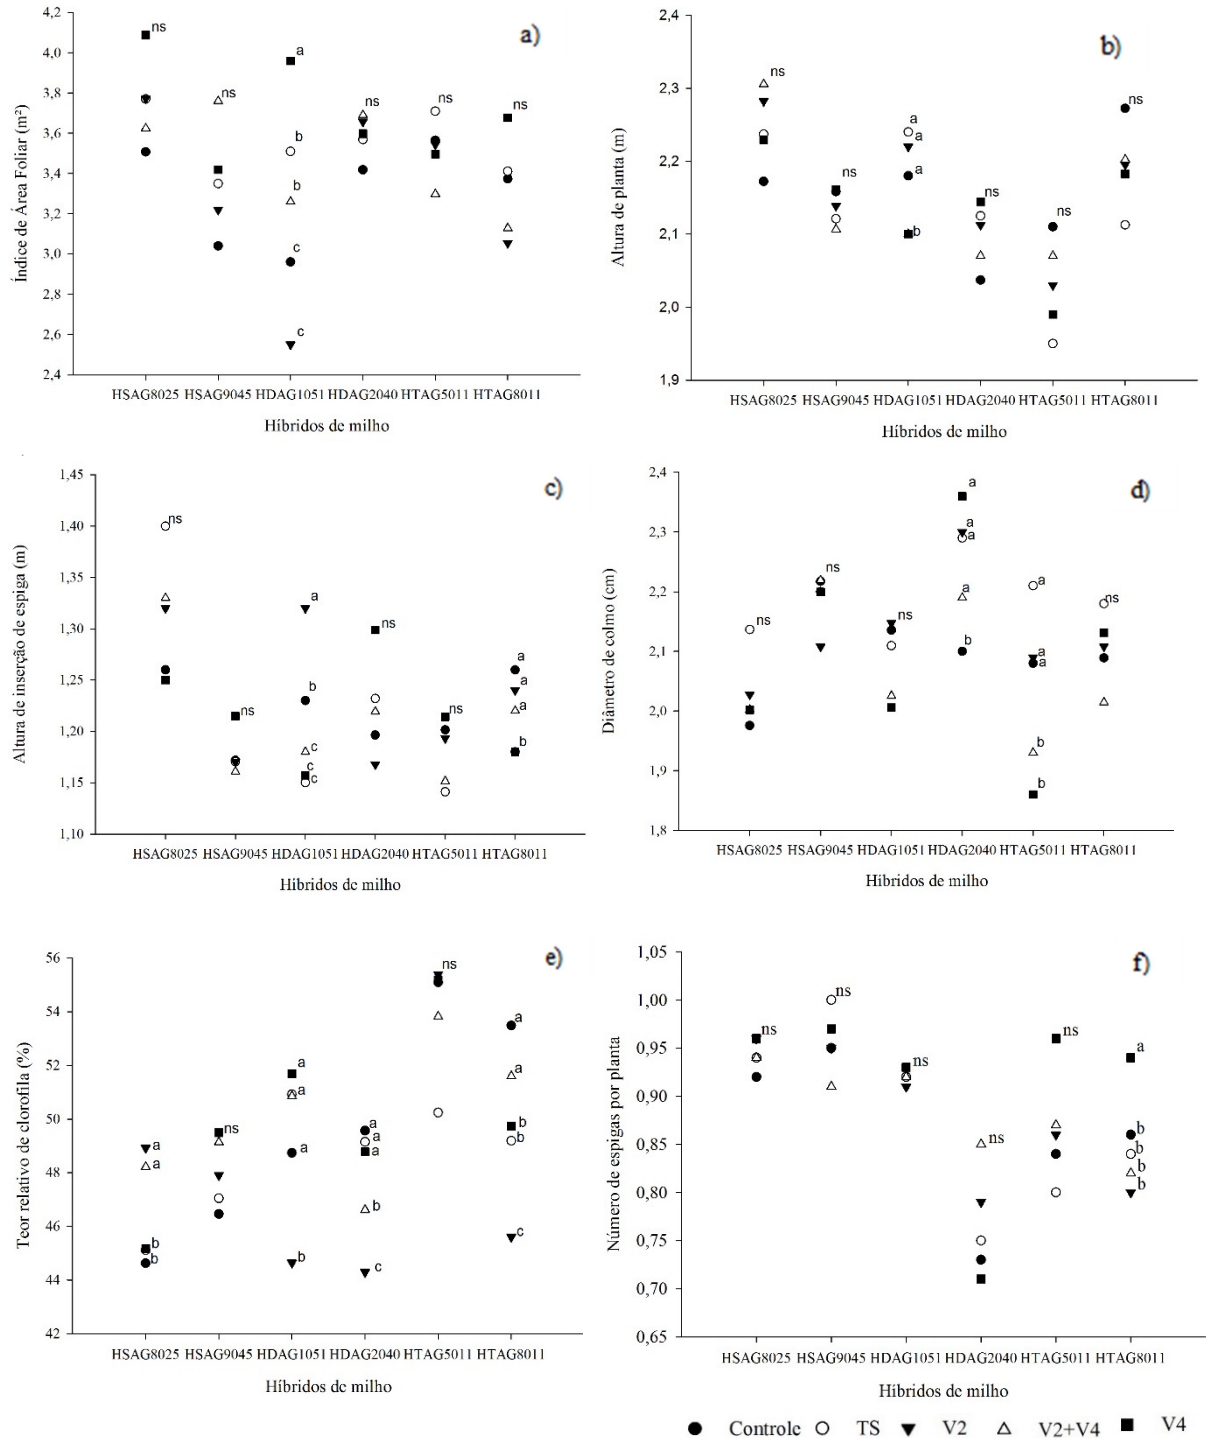 a)
Índice de Área Foliar (m²)
4,2
4,0
3,8
3,6
3,4
3,2
3,0
2,8
2,6
2,4
ns
ns
a
b
b
c
c
ns
ns
ns
HSAG8025 HSAG9045 HDAG1051 HDAG2040 HTAG5011 HTAG8011
Híbridos de milho
b)
Altura de planta (m)
2,4
2,3
2,2
2,1
2,0
1,9
ns
ns
a
a
a
b
ns
ns
ns
HSAG8025 HSAG9045 HDAG1051 HDAG2040 HTAG5011 HTAG8011
Híbridos de milho
c)
Altura de inserção de espiga (m)
1,45
1,40
1,35
1,30
1,25
1,20
1,15
1,10
ns
ns
a
b
c
c
c
ns
ns
a
a
a
b
HSAG8025 HSAG9045 HDAG1051 HDAG2040 HTAG5011 HTAG8011
Híbridos de milho
d)
Diâmetro de colmo (cm)
2,4
2,3
2,2
2,1
2,0
1,9
1,8
ns
ns
ns
a
a
a
a
b
a
a
a
b
b
ns
HSAG8025 HSAG9045 HDAG1051 HDAG2040 HTAG5011 HTAG8011
Híbridos de milho
e)
Teor relativo de clorofila (%)
56
54
52
50
48
46
44
42
a
a
b
b
ns
a
a
a
b
a
a
a
b
c
ns
a
a
b
b
c
HSAG8025 HSAG9045 HDAG1051 HDAG2040 HTAG5011 HTAG8011
Híbridos de milho
f)
Número de espigas por planta
1,05
1,00
0,95
0,90
0,85
0,80
0,75
0,70
0,65
ns
ns
ns
ns
ns
a
b
b
b
b
HSAG8025 HSAG9045 HDAG1051 HDAG2040 HTAG5011 HTAG8011
Híbridos de milho
Controle TS V2 V2+V4 V4